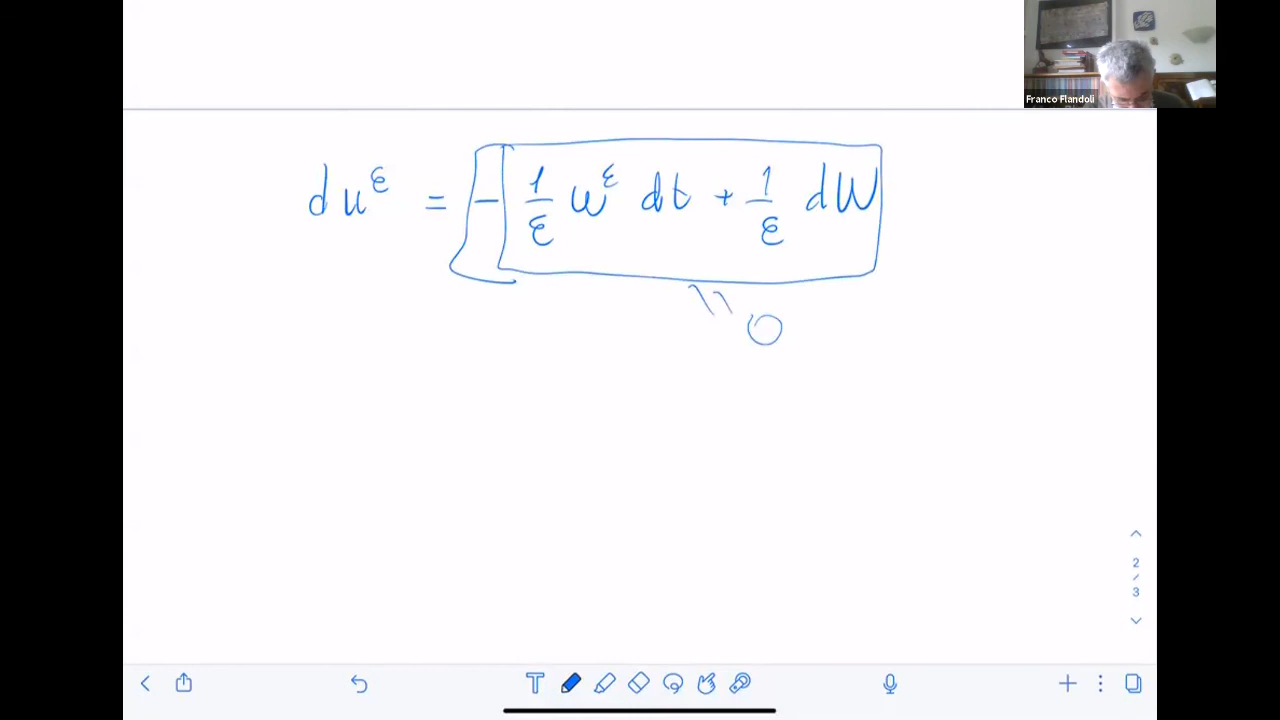 Franco Flandoli
du^ε = - 1/ε w^ε dt + 1/ε dW
= 0
2
/
3
T